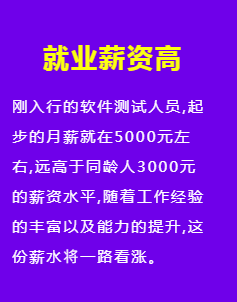 就业薪资高
刚入行的软件测试人员,起
步的月薪就在5000元左
右,远高于同龄人3000元
的薪资水平,随着工作经验
的丰富以及能力的提升,这
份薪水将一路看涨。